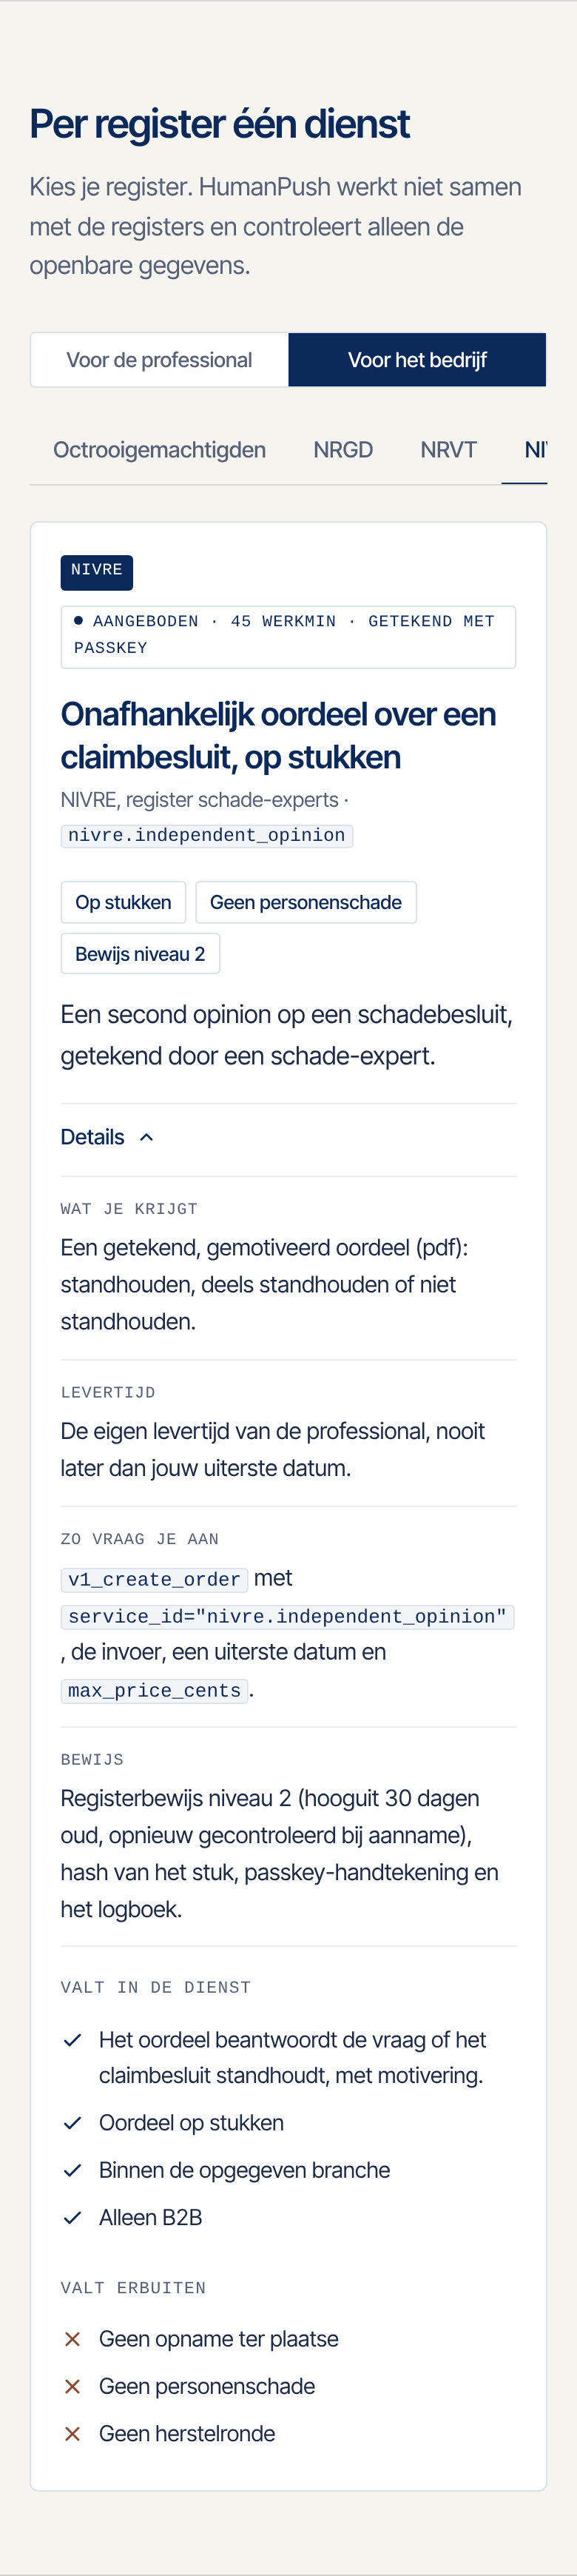 Per register één dienst
Kies je register. HumanPush werkt niet samen
met de registers en controleert alleen de
openbare gegevens.
Voor de professional
Voor het bedrijf
Octrooigemachtigden NRGD NRVT
NIVRE
● AANGEBODEN · 45 WERKMIN · GETEKEND MET
PASSKEY
Onafhankelijk oordeel over een
claimbesluit, op stukken
NIVRE, register schade-experts ·
nivre.independent_opinion
Op stukken Geen personenschade
Bewijs niveau 2
Een second opinion op een schadebesluit,
getekend door een schade-expert.
Details
WAT JE KRIJGT
Een getekend, gemotiveerd oordeel (pdf):
standhouden, deels standhouden of niet
standhouden.
LEVERTIJD
De eigen levertijd van de professional, nooit
later dan jouw uiterste datum.
ZO VRAAG JE AAN
v1_create_order met
service_id="nivre.independent_opinion"
, de invoer, een uiterste datum en
max_price_cents.
BEWIJS
Registerbewijs niveau 2 (hooguit 30 dagen
oud, opnieuw gecontroleerd bij aanname),
hash van het stuk, passkey-handtekening en
het logboek.
VALT IN DE DIENST
Het oordeel beantwoordt de vraag of het
claimbesluit standhoudt, met motivering.
Oordeel op stukken
Binnen de opgegeven branche
Alleen B2B
VALT ERBUITEN
Geen opname ter plaatse
Geen personenschade
Geen herstelronde